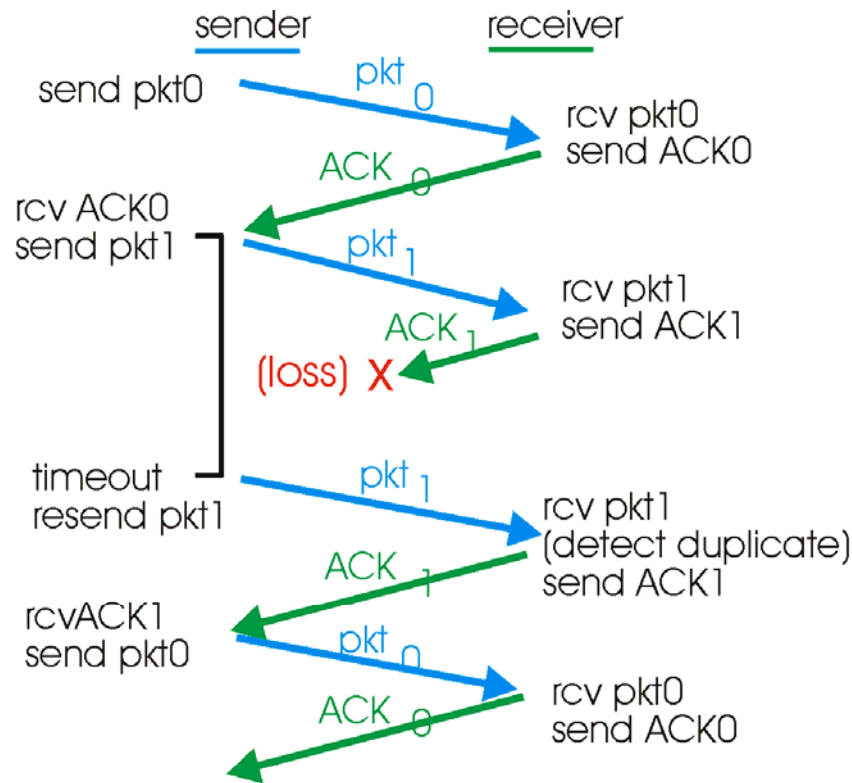 sender
receiver
send pkt0
pkt 0
rcv pkt0
send ACK0
ACK 0
rcv ACK0
send pkt1
pkt 1
rcv pkt1
send ACK1
ACK 1
(loss) X
timeout
resend pkt1
pkt 1
rcv pkt1
(detect duplicate)
send ACK1
ACK 1
rcvACK1
send pkt0
pkt 0
rcv pkt0
send ACK0
ACK 0